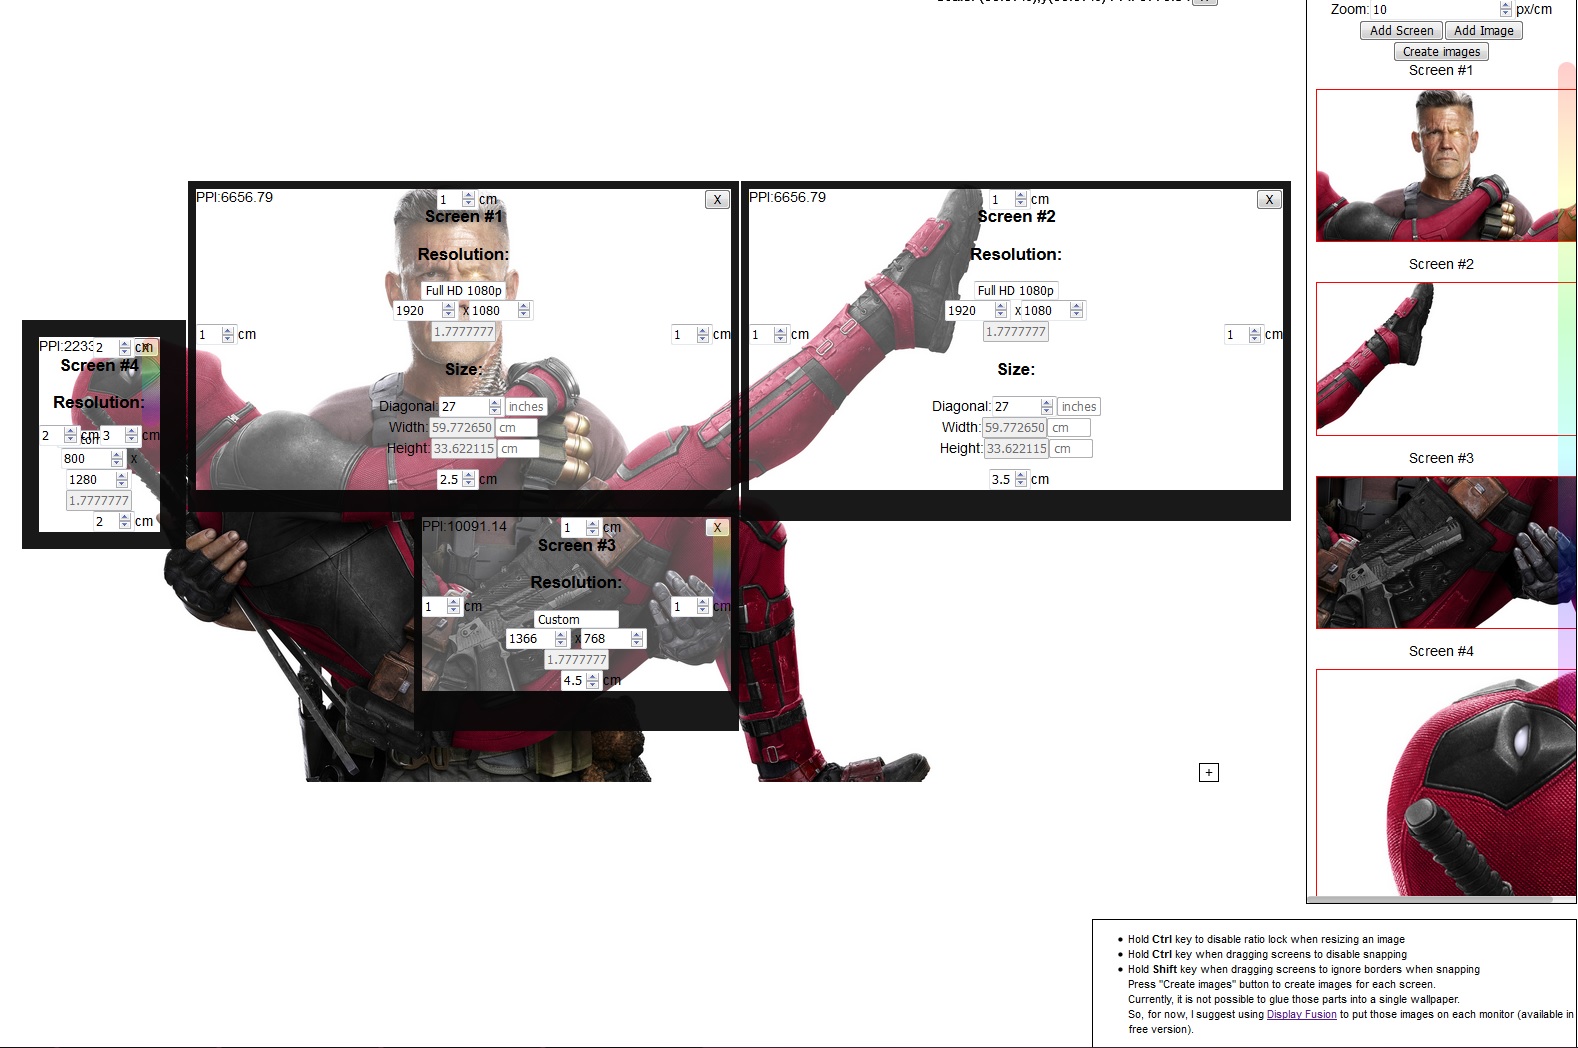 Zoom: 10 px/cm
Add Screen Add Image
Create images
Screen #1
Screen #2
Screen #3
Screen #4
PPI:6656.79 1 cm X
Screen #1
Resolution:
Full HD 1080p
1920 x 1080
1 cm 1.7777777 1 cm
Size:
Diagonal: 27 inches
Width: 59.772650 cm
Height: 33.622115 cm
2.5 cm
PPI:6656.79 1 cm X
Screen #2
Resolution:
Full HD 1080p
1920 x 1080
1 cm 1.7777777 1 cm
Size:
Diagonal: 27 inches
Width: 59.772650 cm
Height: 33.622115 cm
3.5 cm
PPI:2233 2 cm X
Screen #4
Resolution:
2 cm 3 cm
800 x
1280
1.7777777
2 cm
PPI:10091.14 1 cm X
Screen #3
Resolution:
1 cm 1 cm
Custom
1366 x 768
1.7777777
4.5 cm
+
Hold Ctrl key to disable ratio lock when resizing an image
Hold Ctrl key when dragging screens to disable snapping
Hold Shift key when dragging screens to ignore borders when snapping
Press "Create images" button to create images for each screen.
Currently, it is not possible to glue those parts into a single wallpaper.
So, for now, I suggest using Display Fusion to put those images on each monitor (available in
free version).